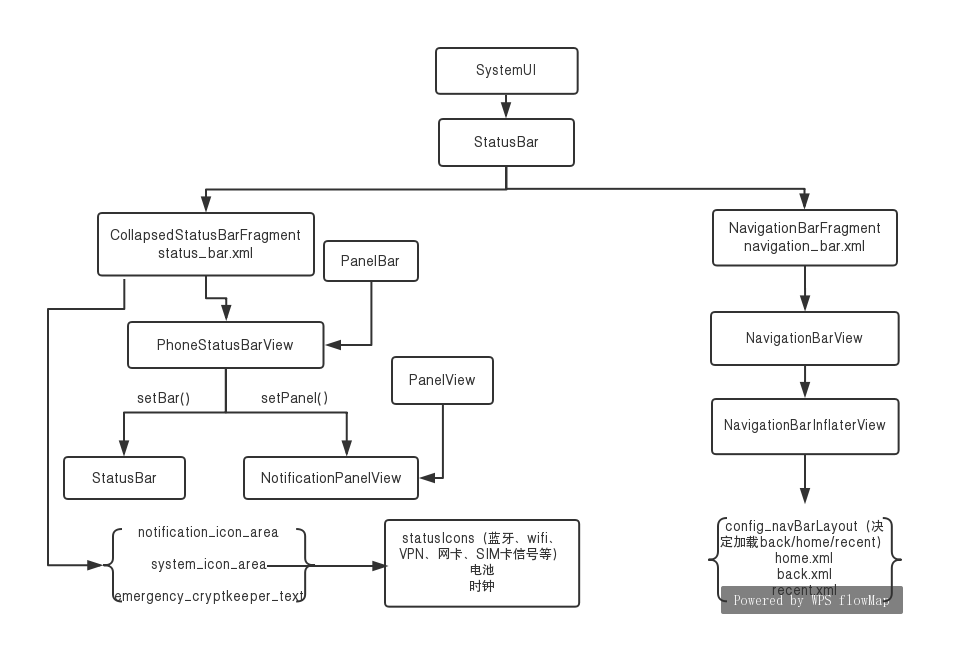 SystemUI
StatusBar
CollapsedStatusBarFragment
status_bar.xml
PanelBar
NavigationBarFragment
navigation_bar.xml
PhoneStatusBarView
NavigationBarView
PanelView
setBar()
setPanel()
NavigationBarInflaterView
StatusBar
NotificationPanelView
notification_icon_area
system_icon_area
emergency_cryptkeeper_text
statusIcons（蓝牙、wifi、
VPN、网卡、SIM卡信号等）
电池
时钟
config_navBarLayout（决
定加载back/home/recent）
home.xml
back.xml
recent.xml
Powered by WPS flowMap